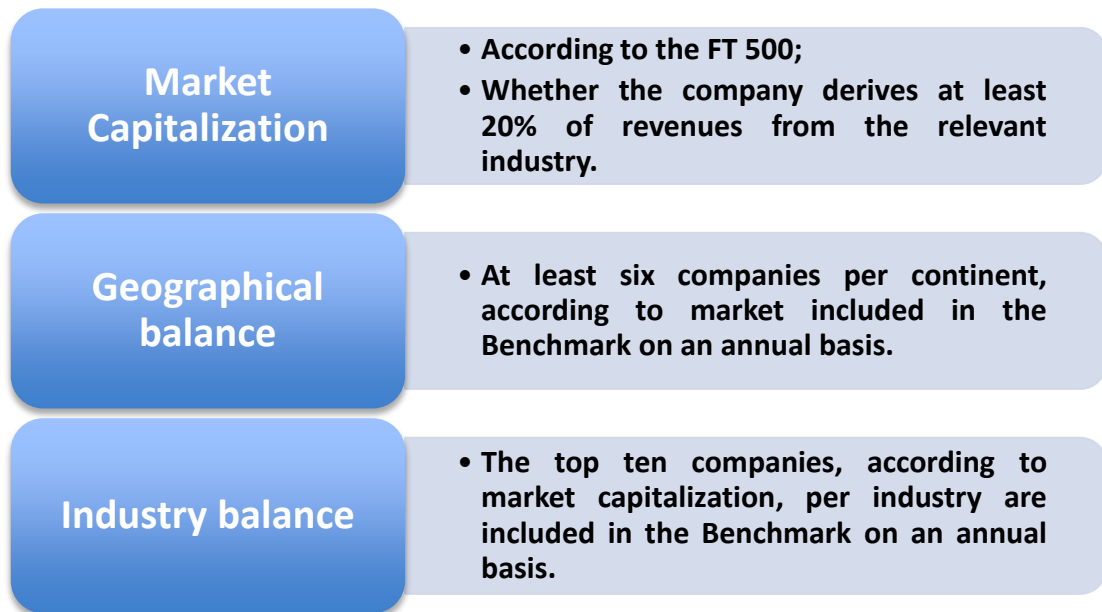 Market
Capitalization
• According to the FT 500;
• Whether the company derives at least
20% of revenues from the relevant
industry.
Geographical
balance
• At least six companies per continent,
according to market included in the
Benchmark on an annual basis.
Industry balance
• The top ten companies, according to
market capitalization, per industry are
included in the Benchmark on an annual
basis.